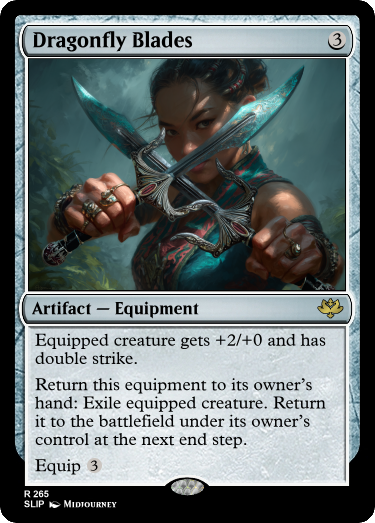 Dragonfly Blades 3
Artifact — Equipment
Equipped creature gets +2/+0 and has
double strike.
Return this equipment to its owner's
hand: Exile equipped creature. Return
it to the battlefield under its owner's
control at the next end step.
Equip 3
R 265
SLIP Midjourney